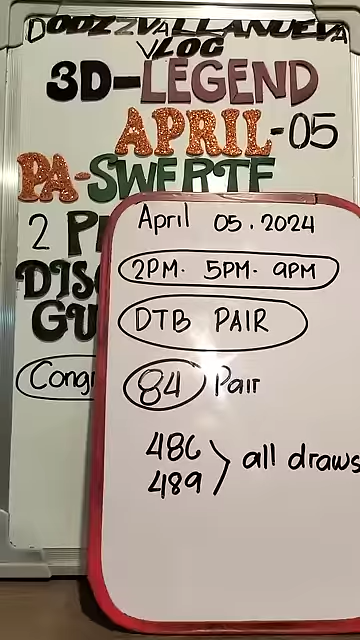 DODZZVALLANUEVA
VLOG
3D-LEGEND
APRIL-05
PA-SWERTE
2
April 05.2024
2PM. 5PM. 9PM
DTB PAIR
84 Pair
486
489 } all draws